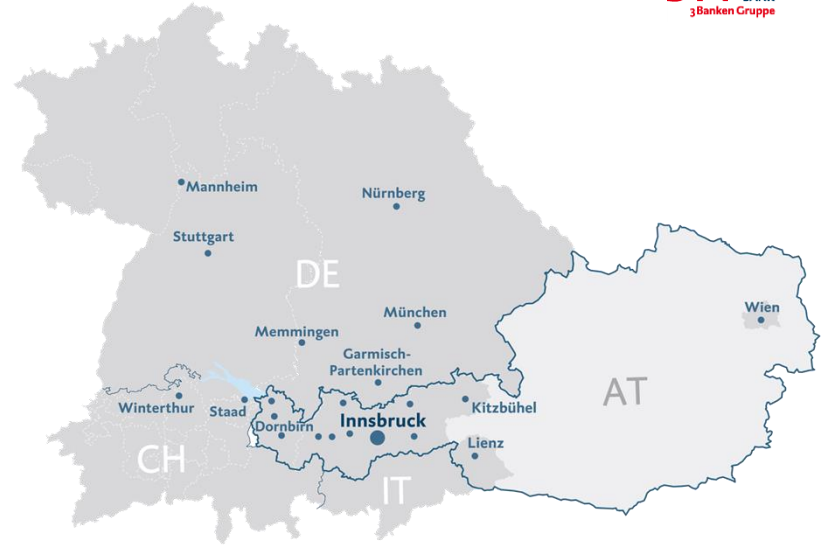 3 Banken Gruppe
Mannheim
Nürnberg
Stuttgart
DE
München
Wien
Memmingen
Garmisch-
Partenkirchen
AT
Winterthur
Staad
Kitzbühel
Dornbirn
Innsbruck
Lienz
CH
IT